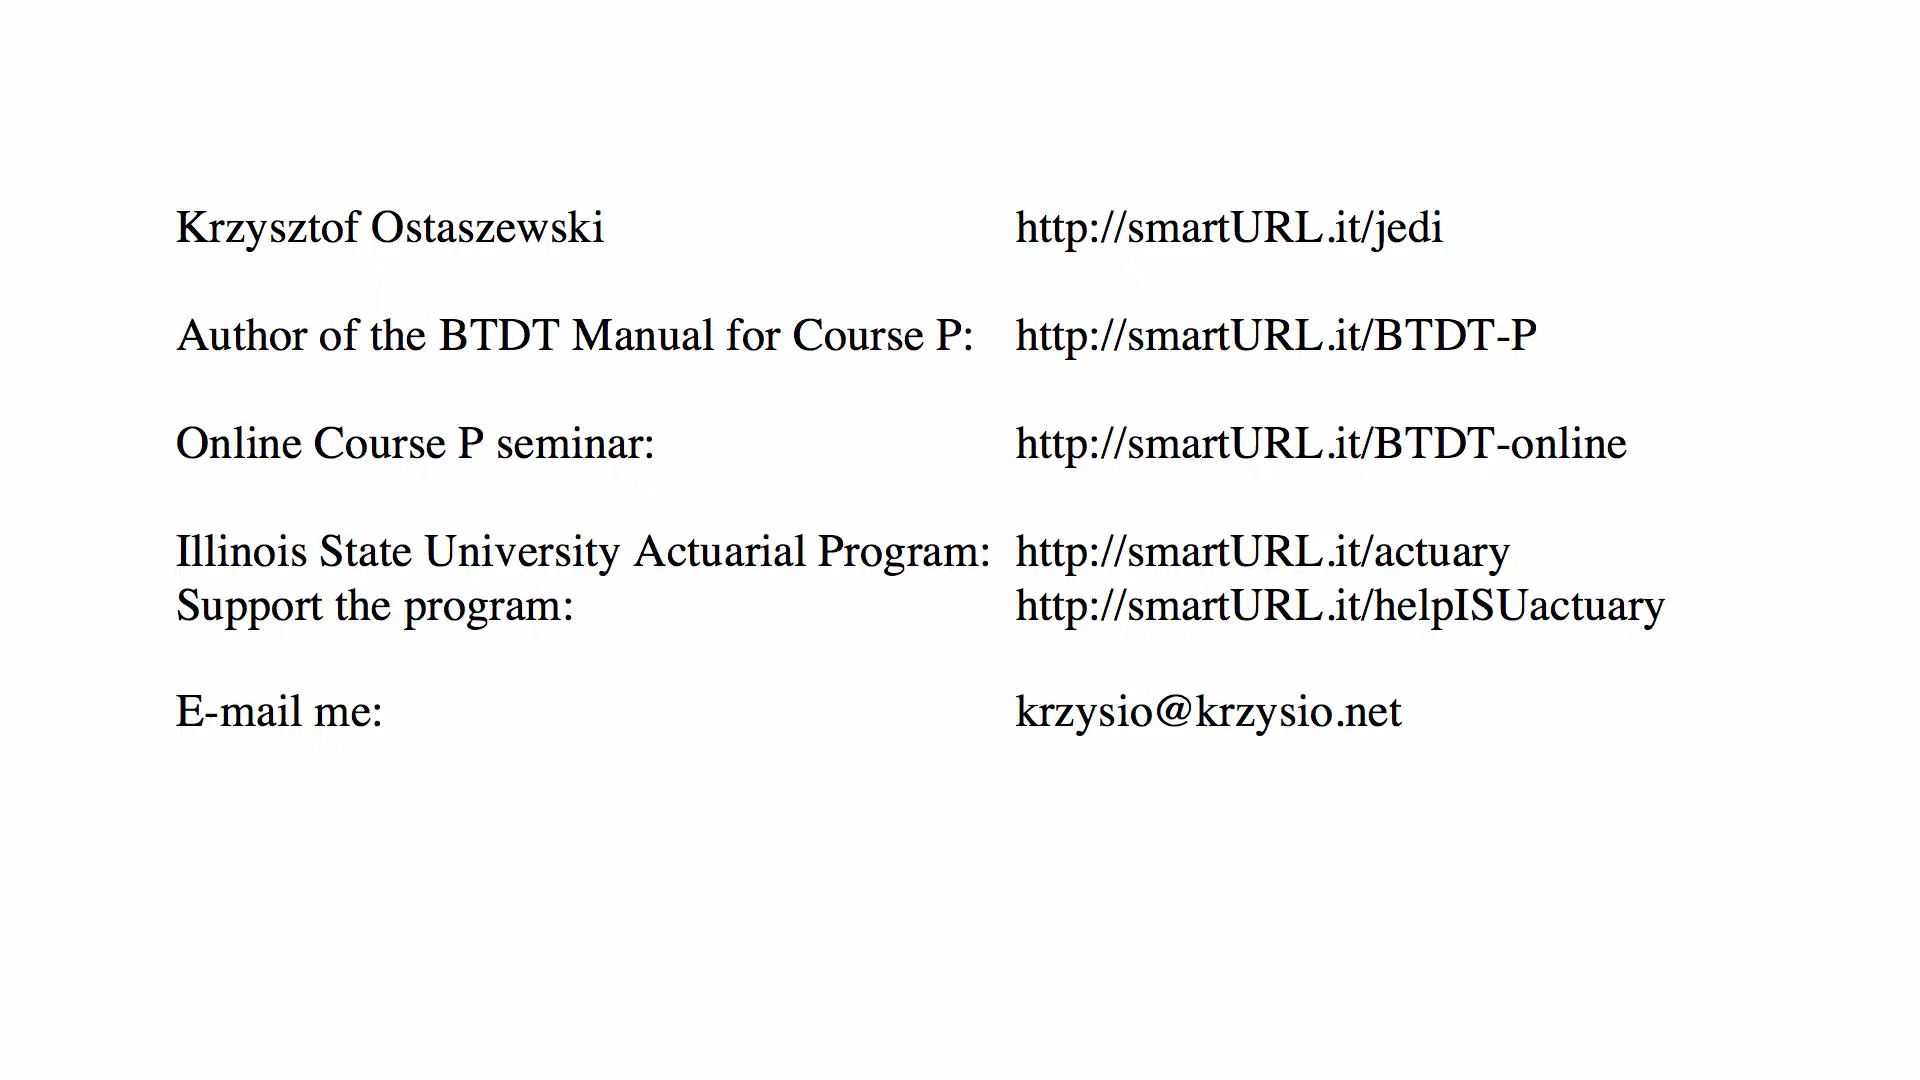 Krzysztof Ostaszewski http://smartURL.it/jedi
Author of the BTDT Manual for Course P: http://smartURL.it/BTDT-P
Online Course P seminar: http://smartURL.it/BTDT-online
Illinois State University Actuarial Program: http://smartURL.it/actuary
Support the program: http://smartURL.it/helpISUactuary
E-mail me: krzysio@krzysio.net